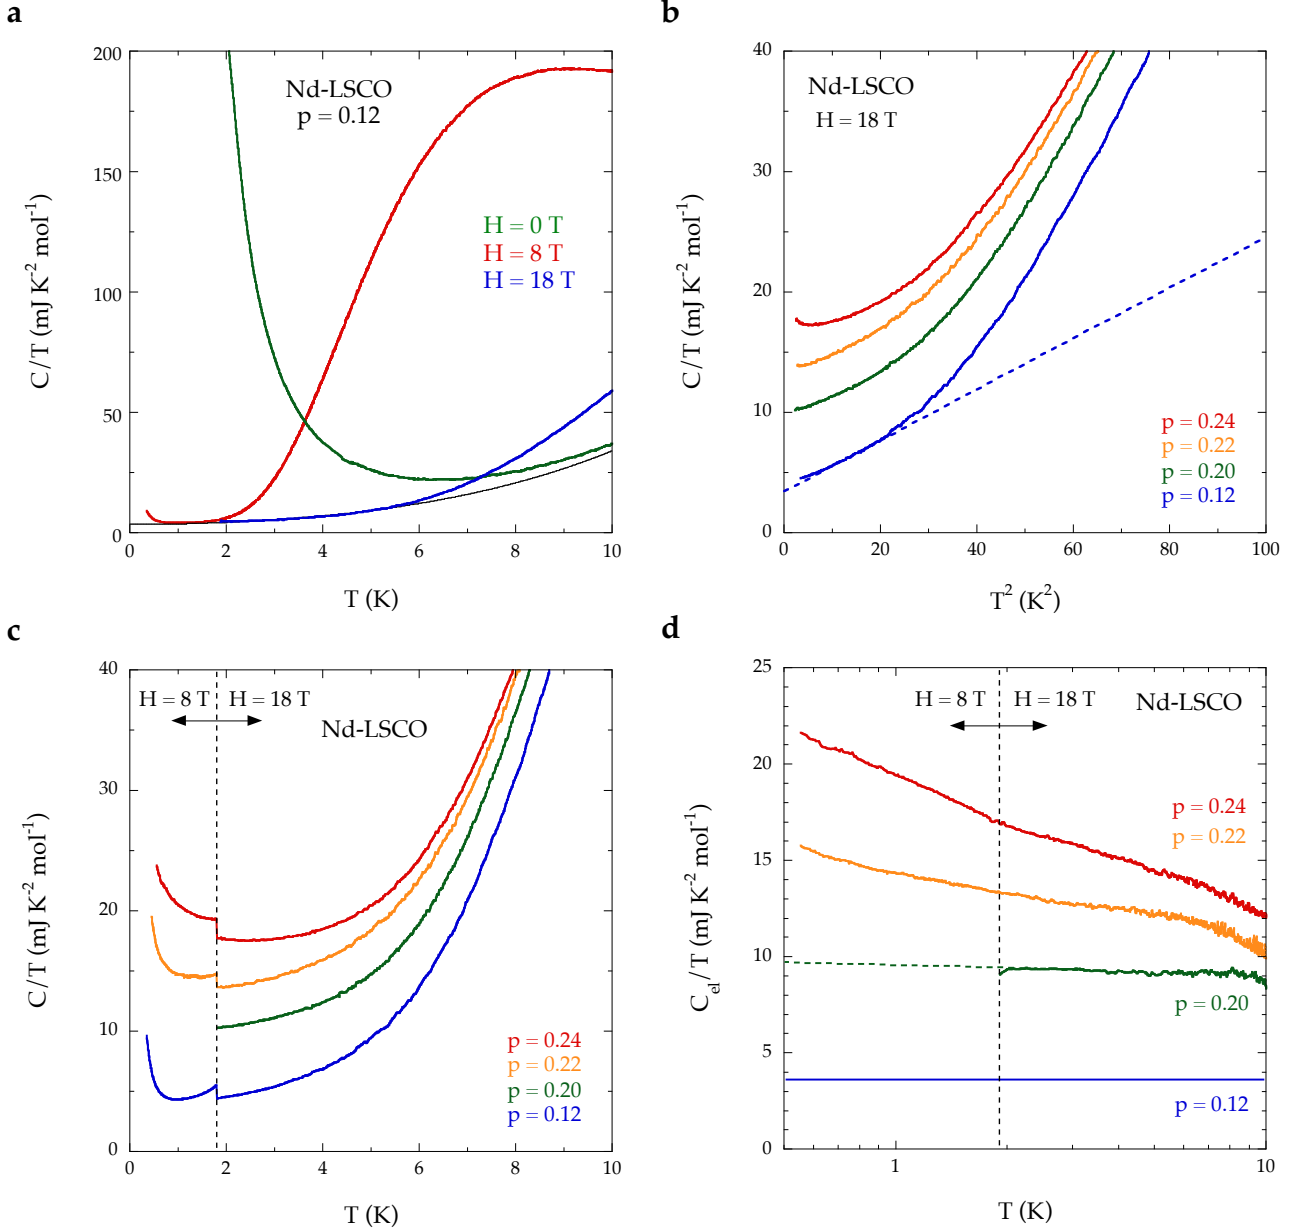 a
200
150
100
50
0
0 2 4 6 8 10
C/T (mJ K⁻² mol⁻¹)
T (K)
Nd-LSCO
p = 0.12
H = 0 T
H = 8 T
H = 18 T
b
40
30
20
10
0
0 20 40 60 80 100
C/T (mJ K⁻² mol⁻¹)
T² (K²)
Nd-LSCO
H = 18 T
p = 0.24
p = 0.22
p = 0.20
p = 0.12
c
40
30
20
10
0
0 2 4 6 8 10
C/T (mJ K⁻² mol⁻¹)
T (K)
H = 8 T H = 18 T
Nd-LSCO
p = 0.24
p = 0.22
p = 0.20
p = 0.12
d
25
20
15
10
5
0
1 10
Cₑₗ/T (mJ K⁻² mol⁻¹)
T (K)
H = 8 T H = 18 T
Nd-LSCO
p = 0.24
p = 0.22
p = 0.20
p = 0.12